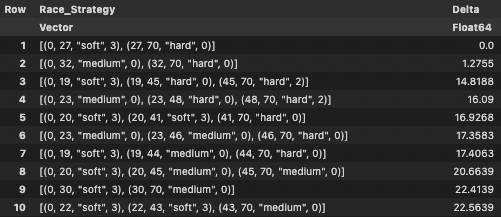 Row Race_Strategy Delta
Vector Float64
1 [(0, 27, "soft", 3), (27, 70, "hard", 0)] 0.0
2 [(0, 32, "medium", 0), (32, 70, "hard", 0)] 1.2755
3 [(0, 19, "soft", 3), (19, 45, "hard", 0), (45, 70, "hard", 2)] 14.8188
4 [(0, 23, "medium", 0), (23, 48, "hard", 0), (48, 70, "hard", 2)] 16.09
5 [(0, 20, "soft", 3), (20, 41, "soft", 3), (41, 70, "hard", 0)] 16.9268
6 [(0, 23, "medium", 0), (23, 46, "medium", 0), (46, 70, "hard", 0)] 17.3583
7 [(0, 19, "soft", 3), (19, 44, "medium", 0), (44, 70, "hard", 0)] 17.4063
8 [(0, 20, "soft", 3), (20, 45, "medium", 0), (45, 70, "medium", 0)] 20.6639
9 [(0, 30, "soft", 3), (30, 70, "medium", 0)] 22.4139
10 [(0, 22, "soft", 3), (22, 43, "soft", 3), (43, 70, "medium", 0)] 22.5639